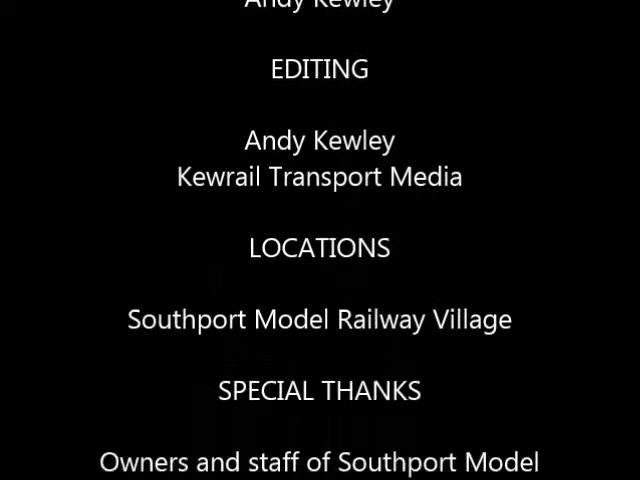 Andy Kewley
EDITING
Andy Kewley
Kewrail Transport Media
LOCATIONS
Southport Model Railway Village
SPECIAL THANKS
Owners and staff of Southport Model